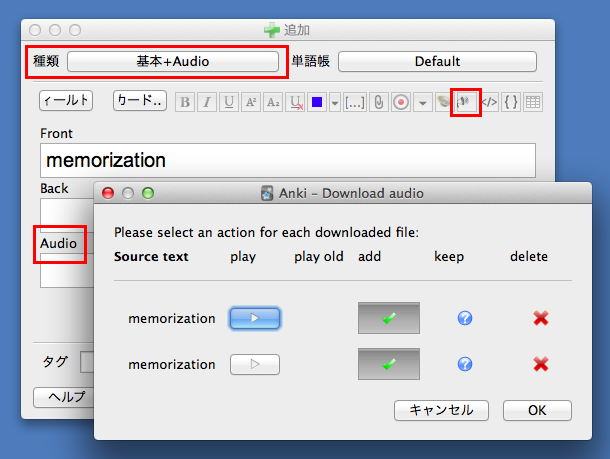 追加
種類 基本+Audio 単語帳 Default
ィールト カード‥ B I U A² A₂ U [...] </> { }
Front
memorization
Back
Audio
タグ
ヘルプ
Anki – Download audio
Please select an action for each downloaded file:
Source text play play old add keep delete
memorization
memorization
キャンセル OK